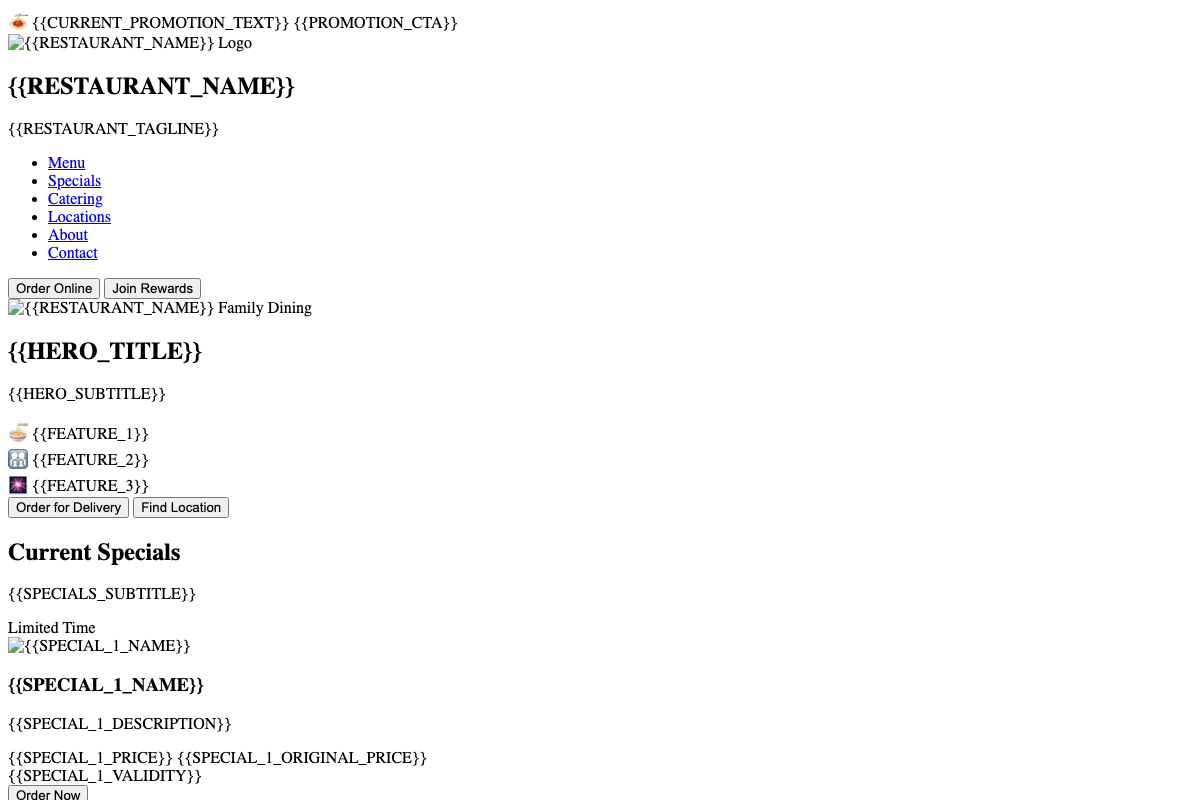 {{CURRENT_PROMOTION_TEXT}} {{PROMOTION_CTA}}
{{RESTAURANT_NAME}} Logo
{{RESTAURANT_NAME}}
{{RESTAURANT_TAGLINE}}
Menu
Specials
Catering
Locations
About
Contact
Order Online Join Rewards
{{RESTAURANT_NAME}} Family Dining
{{HERO_TITLE}}
{{HERO_SUBTITLE}}
{{FEATURE_1}}
{{FEATURE_2}}
{{FEATURE_3}}
Order for Delivery Find Location
Current Specials
{{SPECIALS_SUBTITLE}}
Limited Time
{{SPECIAL_1_NAME}}
{{SPECIAL_1_NAME}}
{{SPECIAL_1_DESCRIPTION}}
{{SPECIAL_1_PRICE}} {{SPECIAL_1_ORIGINAL_PRICE}}
{{SPECIAL_1_VALIDITY}}
Order Now